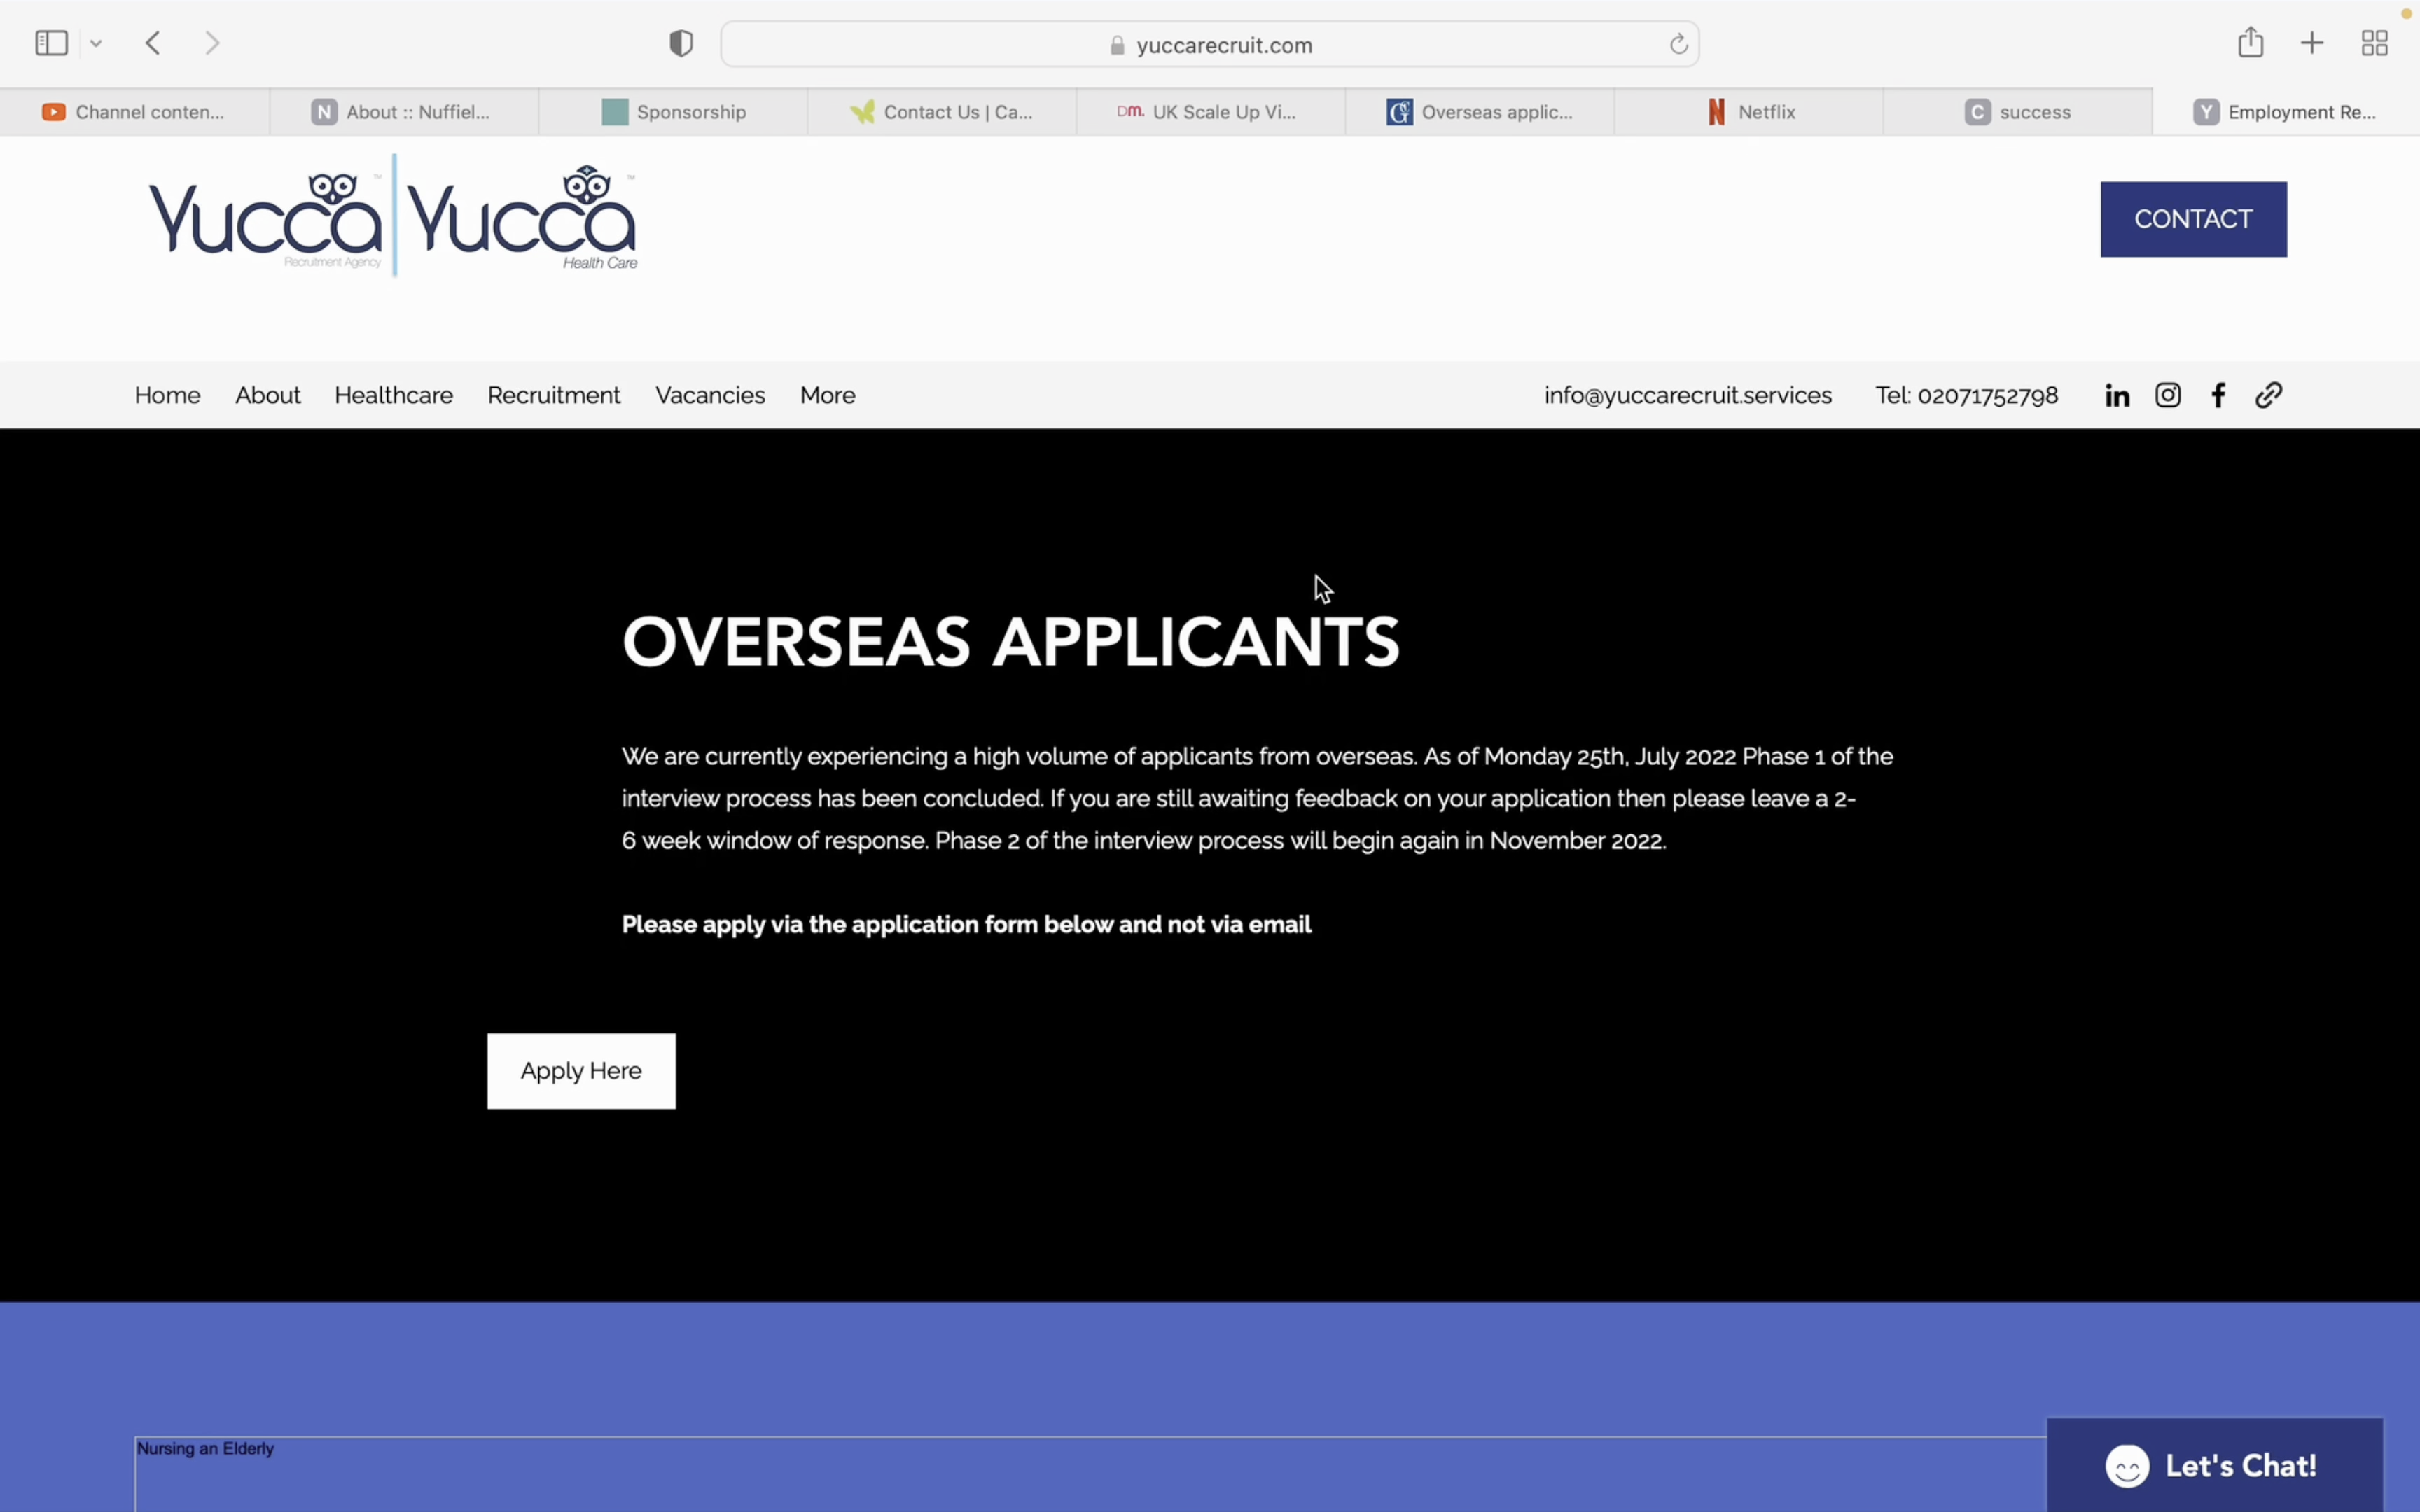 yuccarecruit.com
Channel conten...
N About :: Nuffiel...
Sponsorship
Contact Us | Ca...
DM. UK Scale Up Vi...
G Overseas applic...
N Netflix
C success
Y Employment Re...
Yucca ™
Recruitment Agency
Yucca ™
Health Care
CONTACT
Home About Healthcare Recruitment Vacancies More info@yuccarecruit.services Tel: 02071752798 in f
OVERSEAS APPLICANTS
We are currently experiencing a high volume of applicants from overseas. As of Monday 25th, July 2022 Phase 1 of the
interview process has been concluded. If you are still awaiting feedback on your application then please leave a 2-
6 week window of response. Phase 2 of the interview process will begin again in November 2022.
Please apply via the application form below and not via email
Apply Here
Nursing an Elderly
Let's Chat!